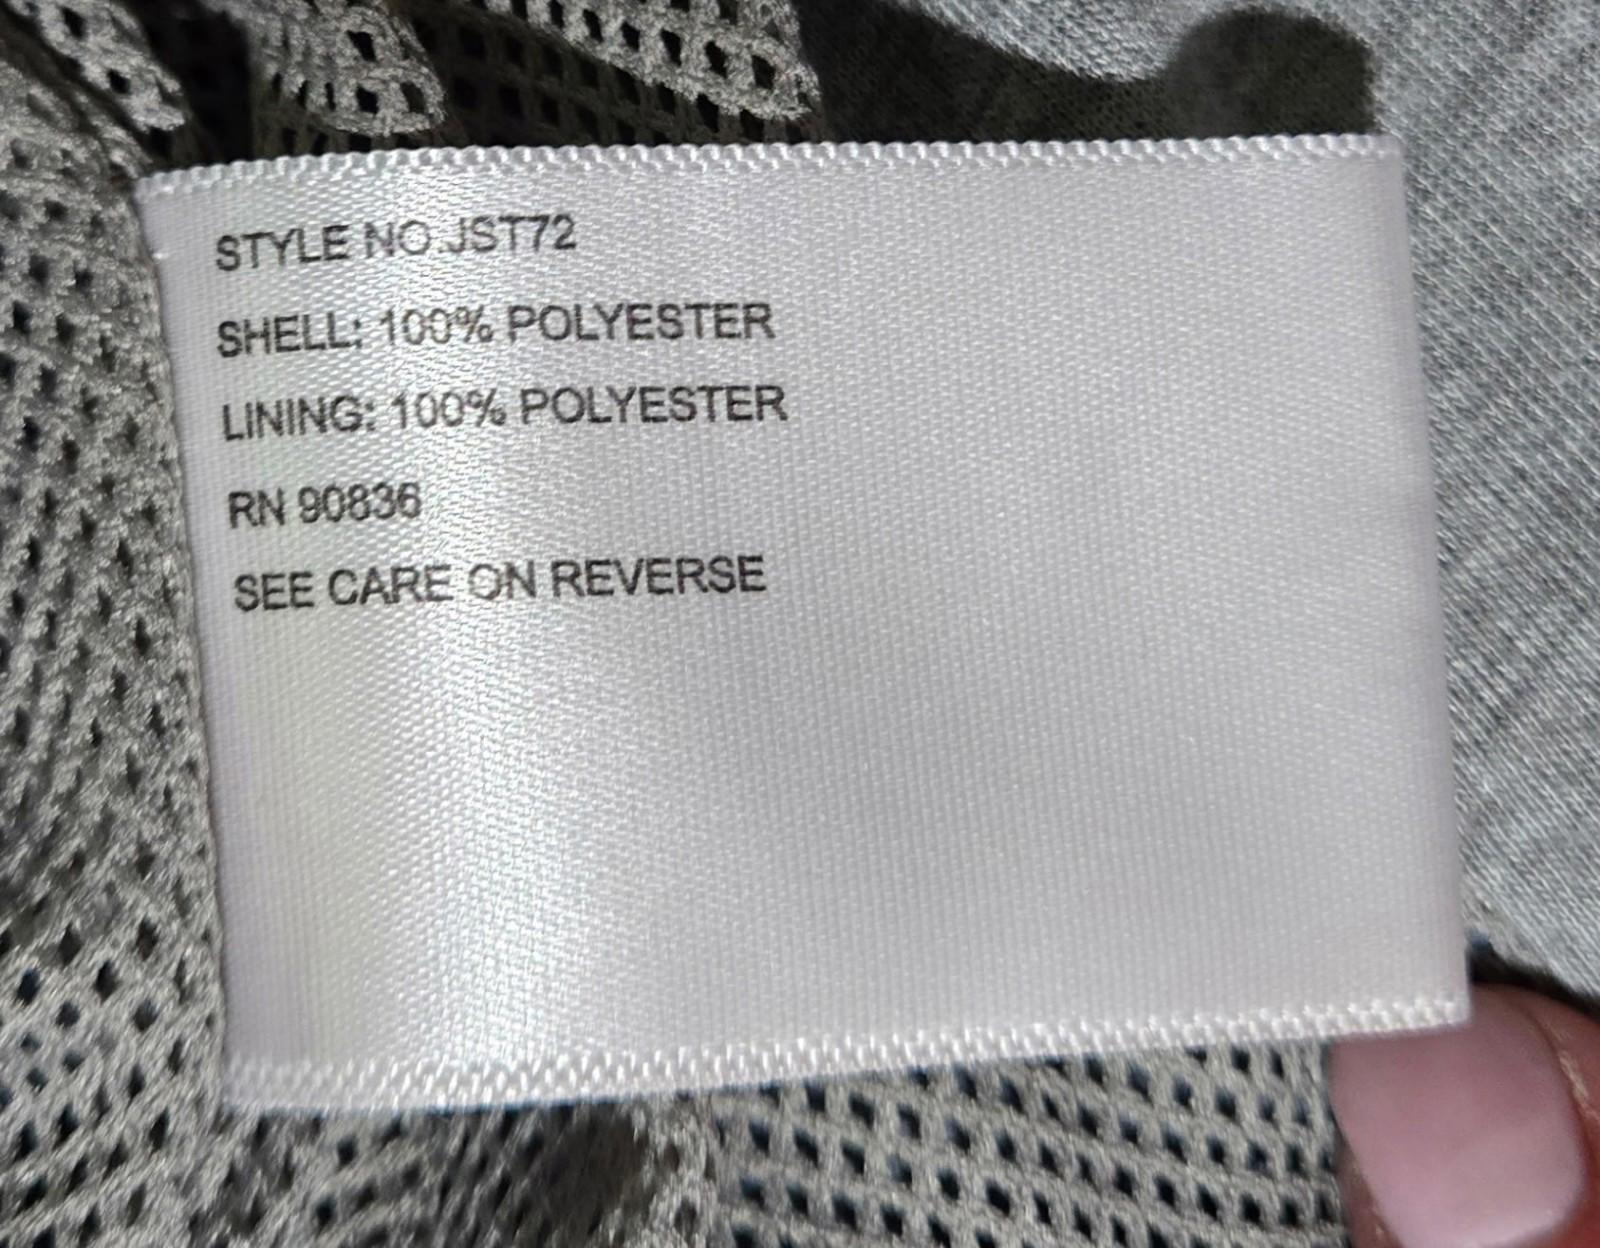 STYLE NO.JST72
SHELL: 100% POLYESTER
LINING: 100% POLYESTER
RN 90836
SEE CARE ON REVERSE